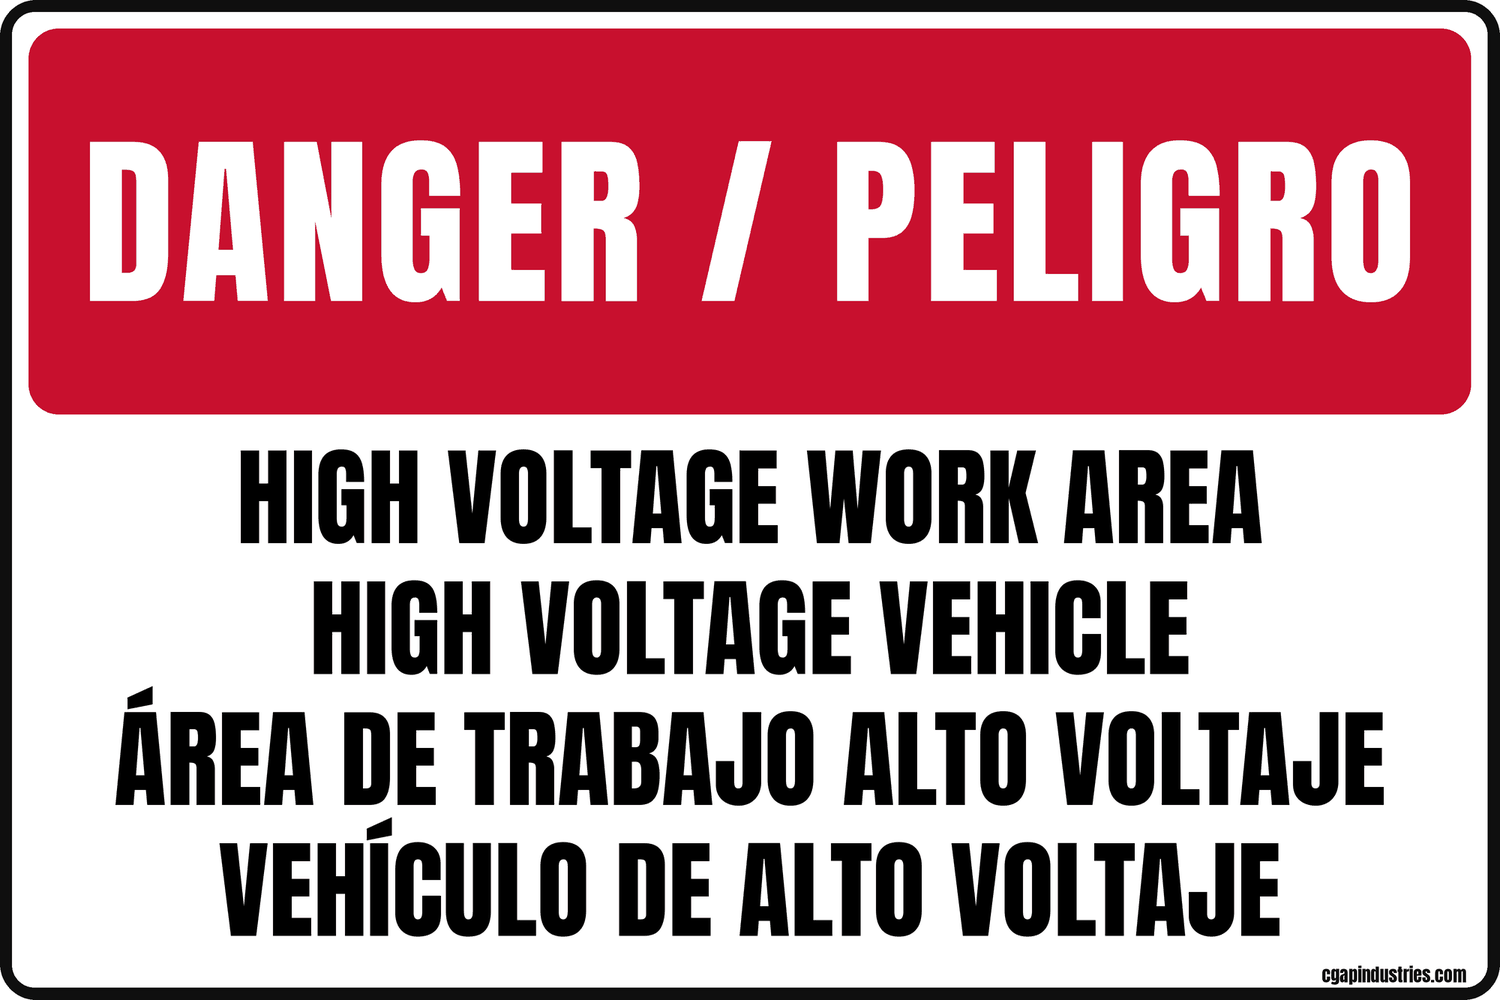 DANGER / PELIGRO
HIGH VOLTAGE WORK AREA
HIGH VOLTAGE VEHICLE
ÁREA DE TRABAJO ALTO VOLTAJE
VEHÍCULO DE ALTO VOLTAJE
cgapindustries.com